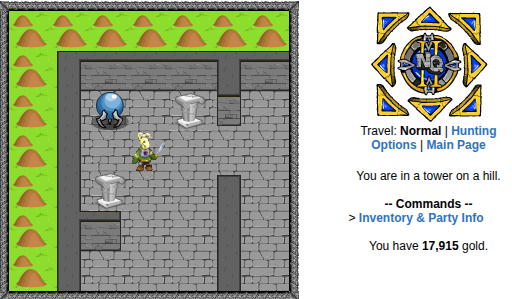 NQ
Travel: Normal | Hunting
Options | Main Page
You are in a tower on a hill.
-- Commands --
> Inventory & Party Info
You have 17,915 gold.